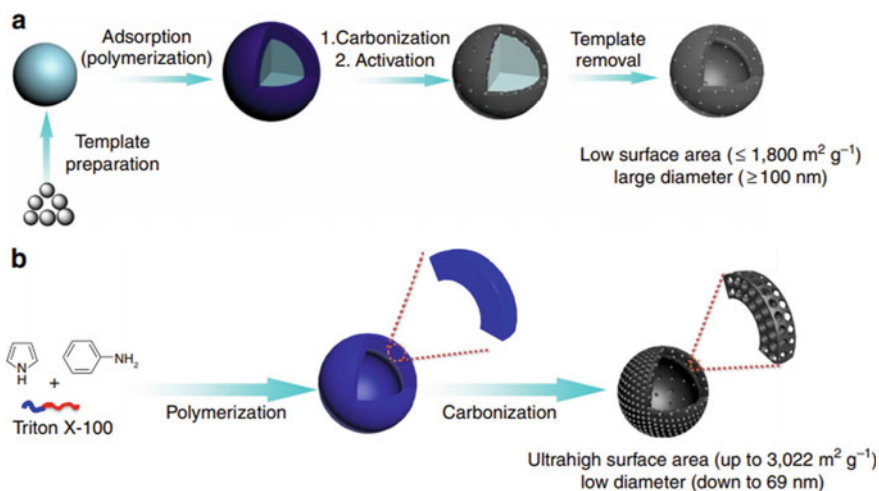 a
Adsorption
(polymerization)
1.Carbonization
2. Activation
Template
removal
Template
preparation
Low surface area (≤ 1,800 m² g⁻¹)
large diameter (≥100 nm)
b
N
H
+
NH₂
Triton X-100
Polymerization
Carbonization
Ultrahigh surface area (up to 3,022 m² g⁻¹)
low diameter (down to 69 nm)